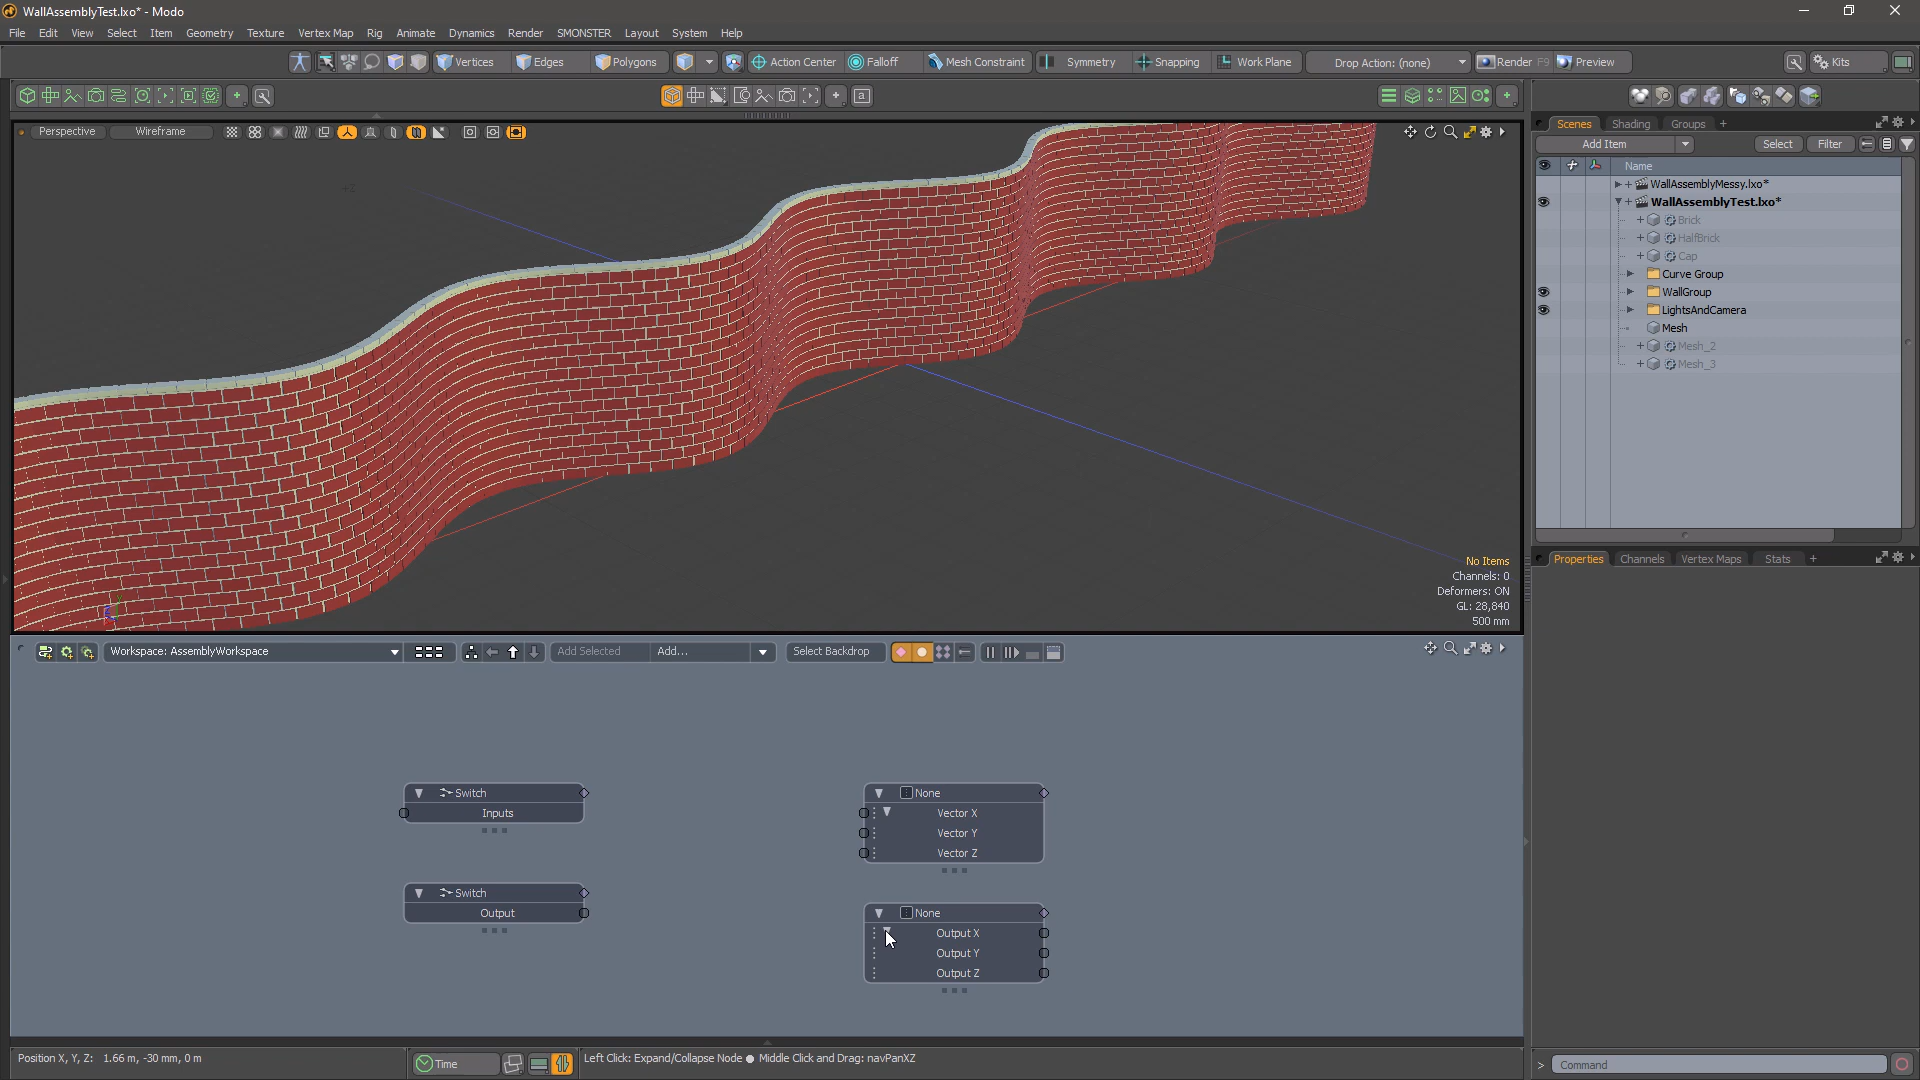 WallAssemblyTest.lxo* - Modo
File Edit View Select Item Geometry Texture Vertex Map Rig Animate Dynamics Render SMONSTER Layout System Help
Vertices Edges Polygons Action Center Falloff Mesh Constraint Symmetry Snapping Work Plane Drop Action: (none) Render F9 Preview Kits
Perspective Wireframe
Scenes Shading Groups +
Add Item Select Filter
Name
WallAssemblyMessy.lxo*
WallAssemblyTest.lxo*
Brick
HalfBrick
Cap
Curve Group
WallGroup
LightsAndCamera
Mesh
Mesh_2
Mesh_3
No Items
Channels: 0
Deformers: ON
GL: 28,840
500 mm
Properties Channels Vertex Maps Stats +
Workspace: AssemblyWorkspace Add Selected Add... Select Backdrop
Switch
Inputs
Switch
Output
None
Vector X
Vector Y
Vector Z
None
Output X
Output Y
Output Z
Position X, Y, Z: 1.66 m, -30 mm, 0 m
Time
Left Click: Expand/Collapse Node ● Middle Click and Drag: navPanXZ
> Command